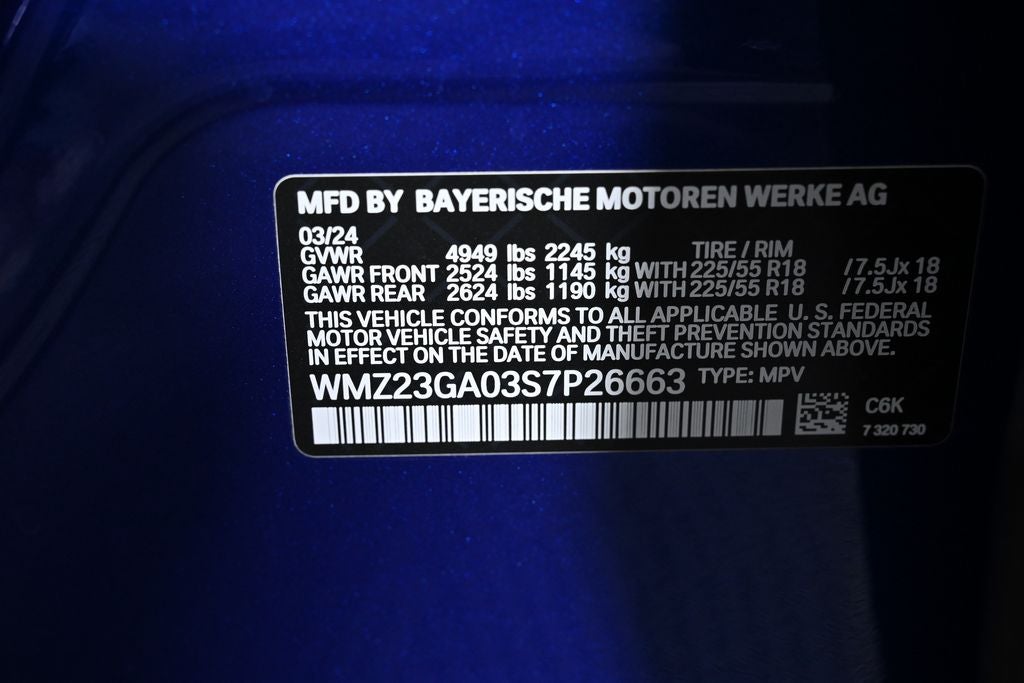 MFD BY BAYERISCHE MOTOREN WERKE AG
03/24
GVWR 4949 lbs 2245 kg TIRE / RIM
GAWR FRONT 2524 lbs 1145 kg WITH 225/55 R18 /7.5Jx 18
GAWR REAR 2624 lbs 1190 kg WITH 225/55 R18 /7.5Jx 18
THIS VEHICLE CONFORMS TO ALL APPLICABLE U. S. FEDERAL
MOTOR VEHICLE SAFETY AND THEFT PREVENTION STANDARDS
IN EFFECT ON THE DATE OF MANUFACTURE SHOWN ABOVE.
WMZ23GA03S7P26663 TYPE: MPV
C6K
7 320 730